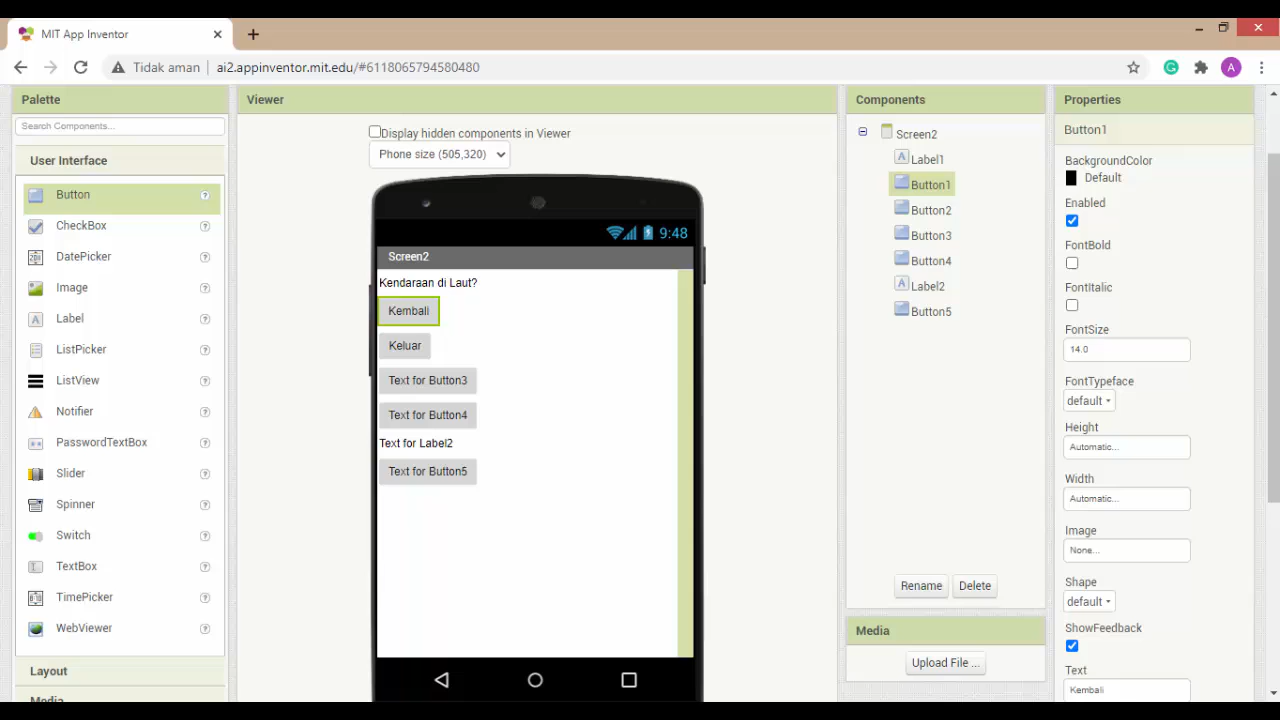 MIT App Inventor
Tidak aman
ai2.appinventor.mit.edu/#6118065794580480
A
Palette
Search Components...
User Interface
Button
?
CheckBox
?
DatePicker
?
Image
?
Label
?
ListPicker
?
ListView
?
Notifier
?
PasswordTextBox
?
Slider
?
Spinner
?
Switch
?
TextBox
?
TimePicker
?
WebViewer
?
Layout
Media
Viewer
Display hidden components in Viewer
Phone size (505,320)
9:48
Screen2
Kendaraan di Laut?
Kembali
Keluar
Text for Button3
Text for Button4
Text for Label2
Text for Button5
Components
Screen2
A Label1
Button1
Button2
Button3
Button4
A Label2
Button5
Rename Delete
Media
Upload File ...
Properties
Button1
BackgroundColor
Default
Enabled
FontBold
FontItalic
FontSize
14.0
FontTypeface
default
Height
Automatic...
Width
Automatic...
Image
None...
Shape
default
ShowFeedback
Text
Kembali